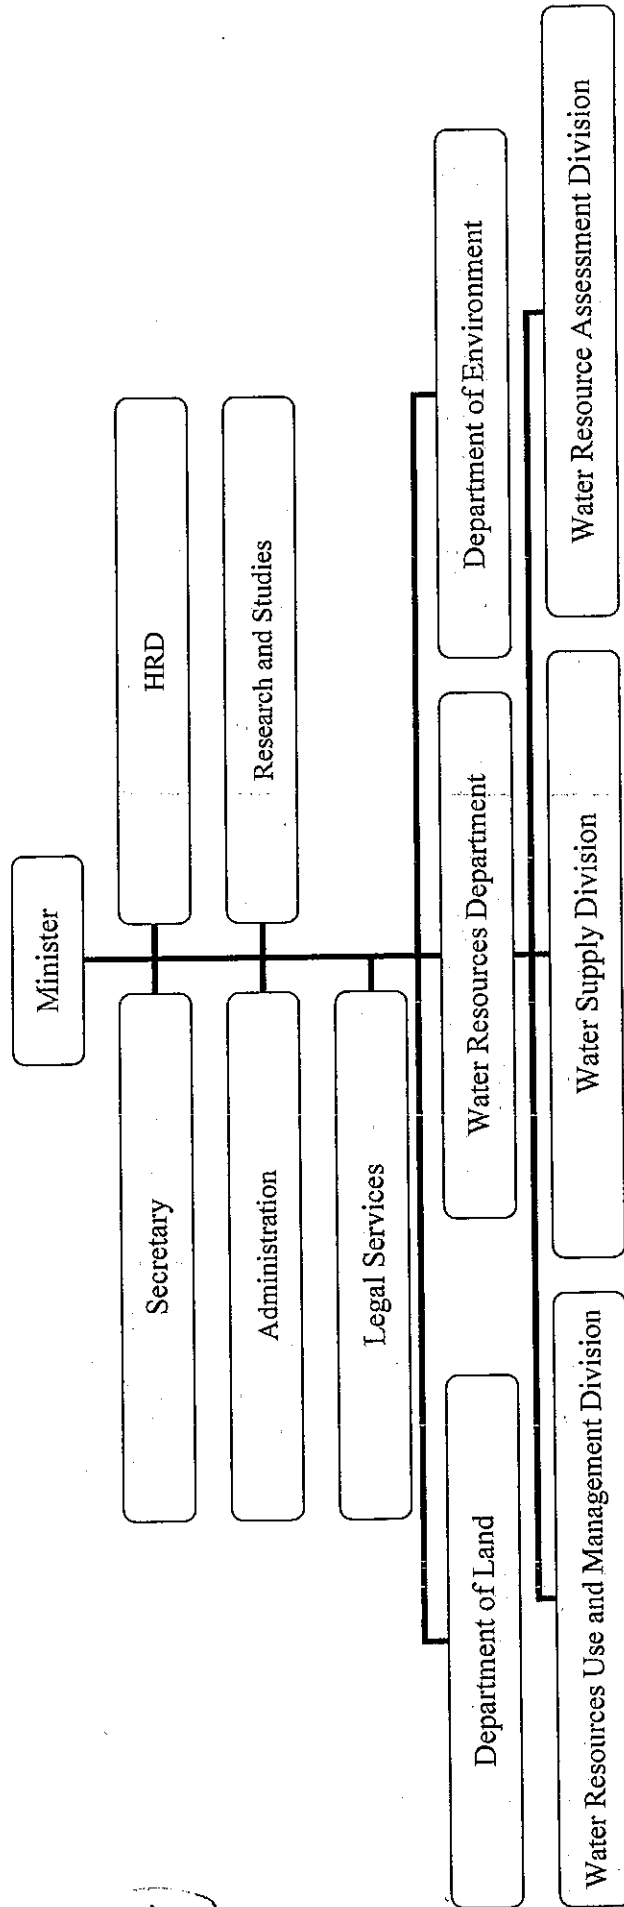 Minister
Secretary
HRD
Administration
Research and Studies
Legal Services
Department of Land
Water Resources Department
Department of Environment
Water Resources Use and Management Division
Water Supply Division
Water Resource Assessment Division